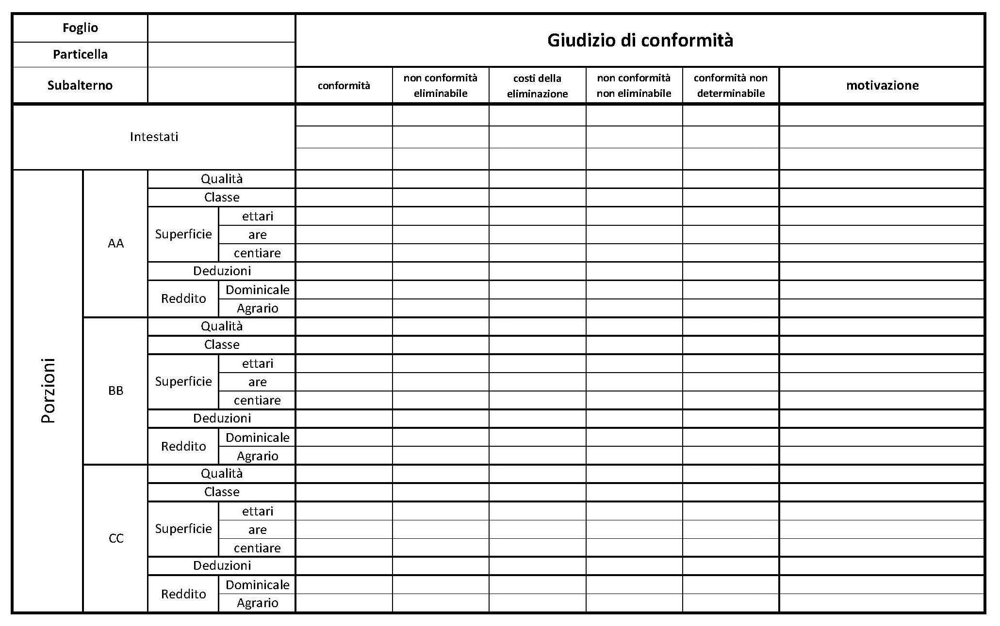 Foglio
Giudizio di conformità
Particella
Subalterno
conformità
non conformità
eliminabile
costi della
eliminazione
non conformità
non eliminabile
conformità non
determinabile
motivazione
Intestati
Porzioni
AA
Qualità
Classe
Superficie
ettari
are
centiare
Deduzioni
Reddito
Dominicale
Agrario
BB
Qualità
Classe
Superficie
ettari
are
centiare
Deduzioni
Reddito
Dominicale
Agrario
CC
Qualità
Classe
Superficie
ettari
are
centiare
Deduzioni
Reddito
Dominicale
Agrario